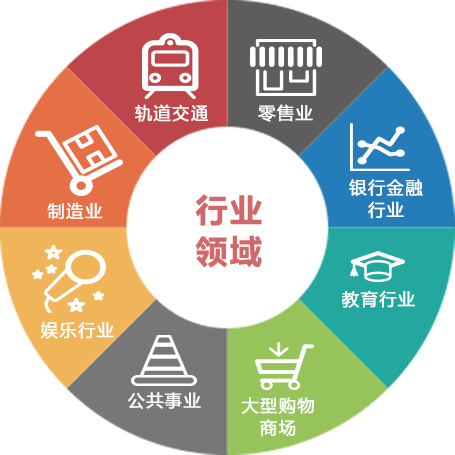 行业
领域
轨道交通
零售业
银行金融
行业
教育行业
大型购物
商场
公共事业
娱乐行业
制造业